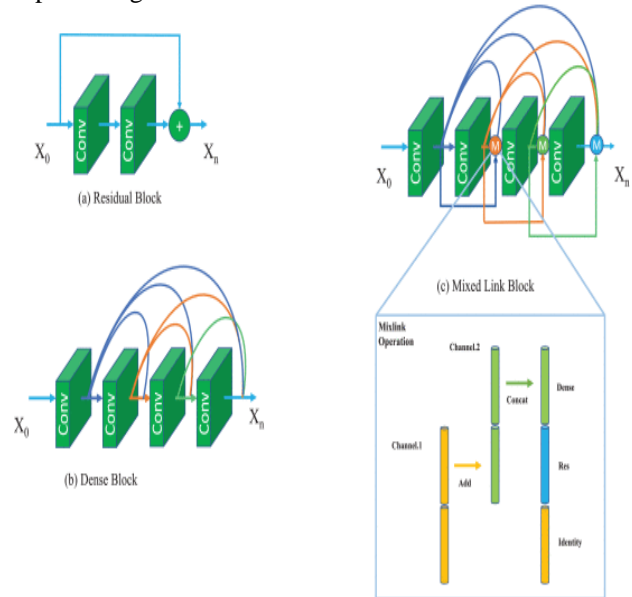 Conv
Conv
+
X0
Xn
(a) Residual Block
Conv
Conv
Conv
Conv
X0
Xn
(b) Dense Block
Conv
Conv
M
Conv
M
Conv
M
X0
Xn
(c) Mixed Link Block
Mixlink
Operation
Channel.2
Concat
Dense
Channel.1
Add
Res
Identity